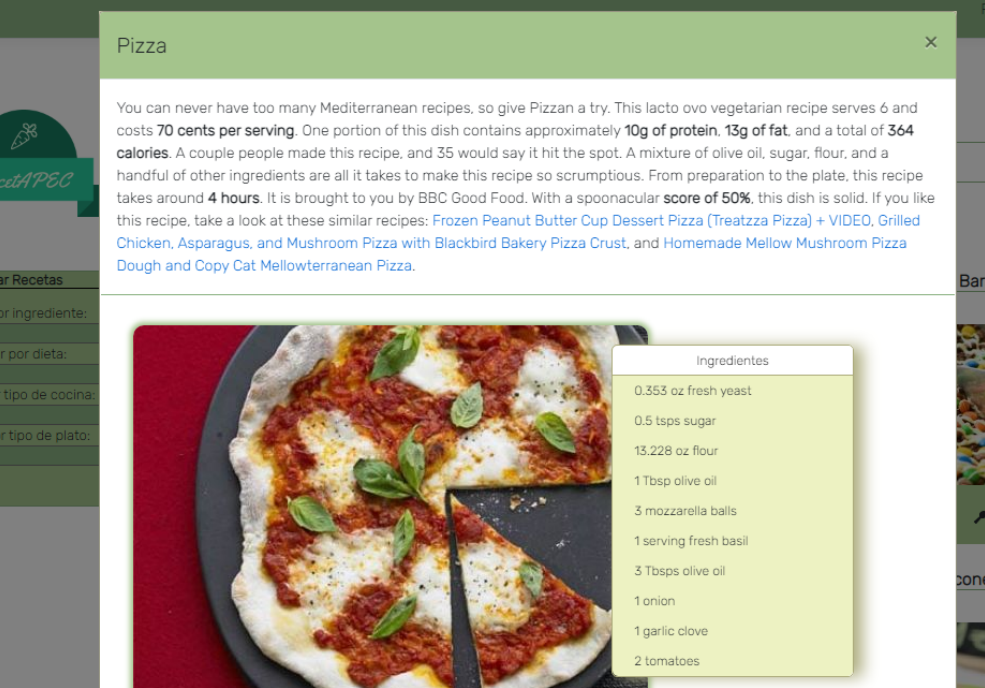 Pizza
×
You can never have too many Mediterranean recipes, so give Pizzan a try. This lacto ovo vegetarian recipe serves 6 and
costs 70 cents per serving. One portion of this dish contains approximately 10g of protein, 13g of fat, and a total of 364
calories. A couple people made this recipe, and 35 would say it hit the spot. A mixture of olive oil, sugar, flour, and a
handful of other ingredients are all it takes to make this recipe so scrumptious. From preparation to the plate, this recipe
takes around 4 hours. It is brought to you by BBC Good Food. With a spoonacular score of 50%, this dish is solid. If you like
this recipe, take a look at these similar recipes: Frozen Peanut Butter Cup Dessert Pizza (Treatzza Pizza) + VIDEO, Grilled
Chicken, Asparagus, and Mushroom Pizza with Blackbird Bakery Pizza Crust, and Homemade Mellow Mushroom Pizza
Dough and Copy Cat Mellowterranean Pizza.
cetAPEC
ar Recetas
or ingrediente:
r por dieta:
tipo de cocina:
r tipo de plato:
Ingredientes
0.353 oz fresh yeast
0.5 tsps sugar
13.228 oz flour
1 Tbsp olive oil
3 mozzarella balls
1 serving fresh basil
3 Tbsps olive oil
1 onion
1 garlic clove
2 tomatoes
Bar
cone